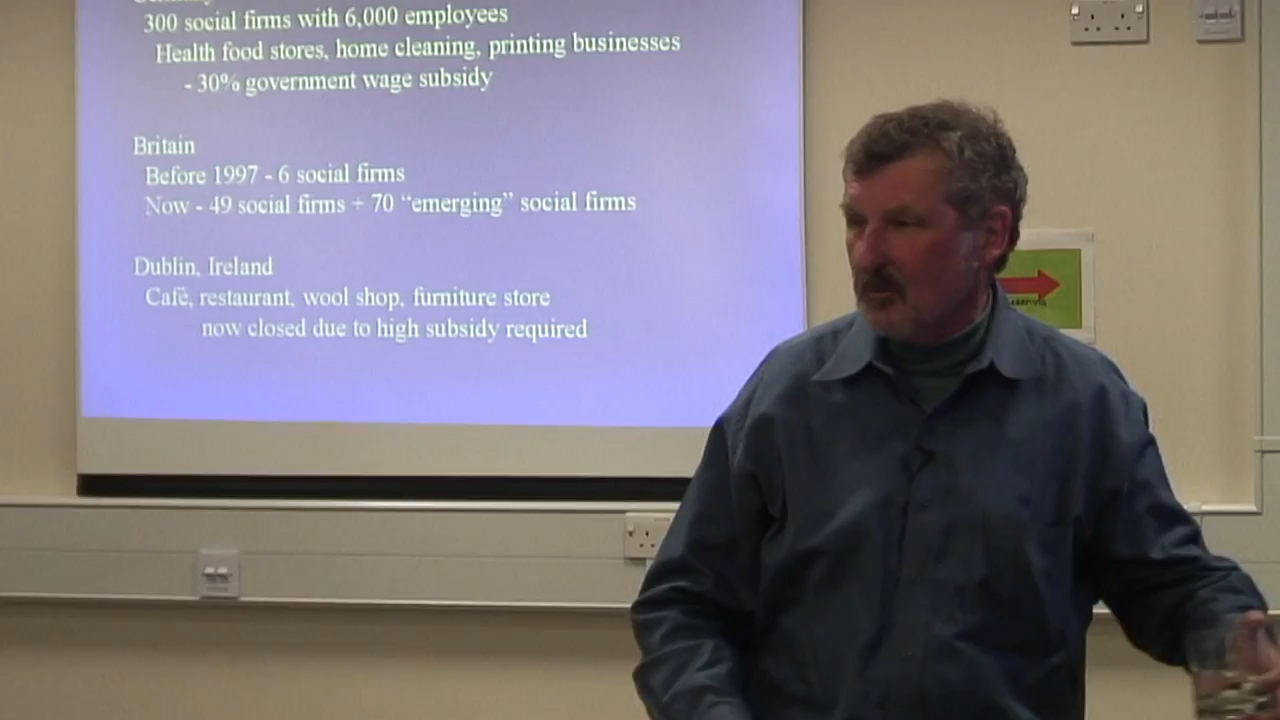 Germany
300 social firms with 6,000 employees
Health food stores, home cleaning, printing businesses
- 30% government wage subsidy
Britain
Before 1997 - 6 social firms
Now - 49 social firms + 70 “emerging” social firms
Dublin, Ireland
Cafe, restaurant, wool shop, furniture store
now closed due to high subsidy required